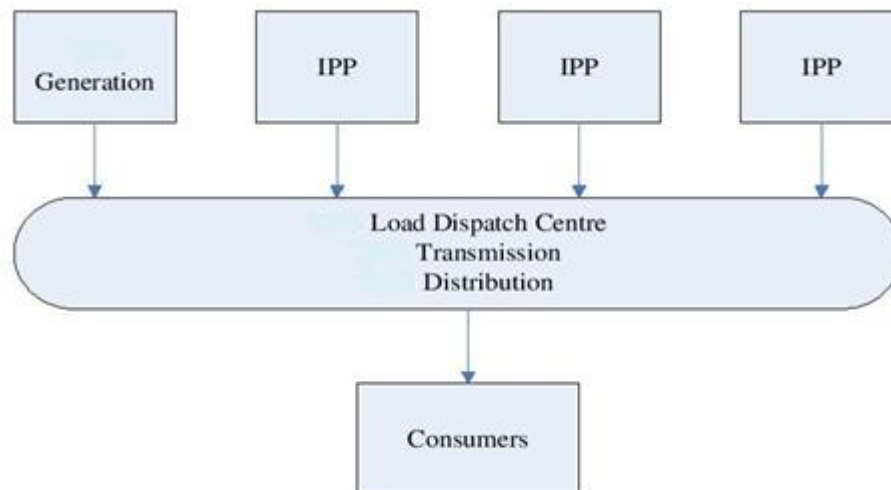 Generation
IPP
IPP
IPP
Load Dispatch Centre
Transmission
Distribution
Consumers